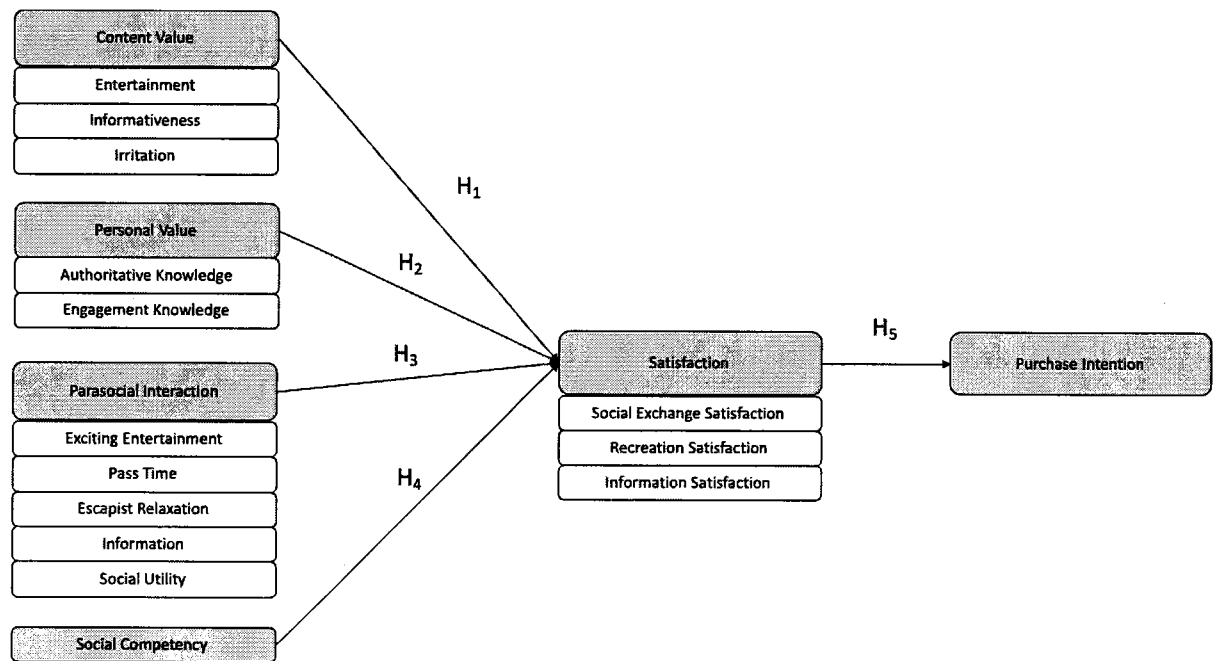 Content Value
Entertainment
Informativeness
Irritation
H1
Personal Value
Authoritative Knowledge
Engagement Knowledge
H2
Parasocial Interaction
Exciting Entertainment
Pass Time
Escapist Relaxation
Information
Social Utility
H3
Social Competency
H4
Satisfaction
Social Exchange Satisfaction
Recreation Satisfaction
Information Satisfaction
H5
Purchase Intention